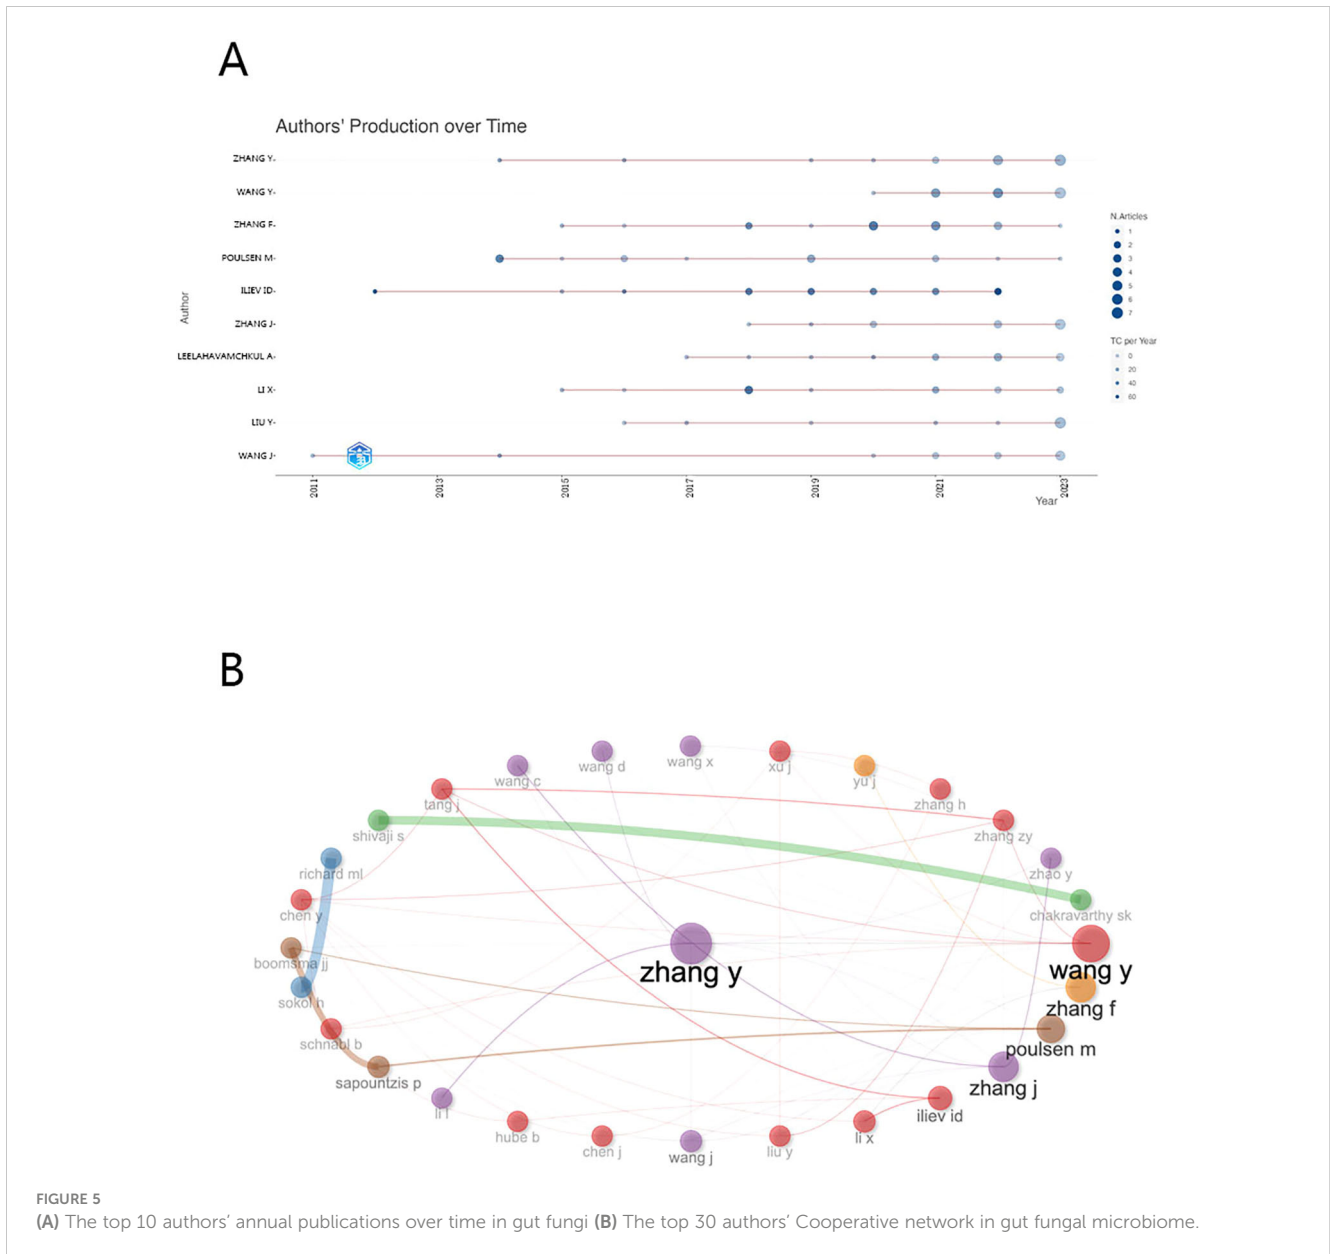 A
Authors' Production over Time
ZHANG Y-
WANG Y-
ZHANG F-
POULSEN M-
ILIEV ID-
ZHANG J-
LEELAHAVAMCHKUL A-
LI X-
LIU Y-
WANG J-
Author
2011
2013
2015
2017
2019
2021
2023
Year
N.Articles
1
2
3
4
5
6
7
TC per Year
0
20
40
60
B
wang x
wang d
xu j
wang c
yu j
tang j
zhang h
shivaji s
zhang zy
richard ml
zhao y
chen y
chakravarthy sk
boomsma jj
zhang y
wang y
sokol h
zhang f
schnabl b
poulsen m
sapountzis p
zhang j
li l
iliev id
hube b
li x
chen j
wang j
liu y
FIGURE 5
(A) The top 10 authors' annual publications over time in gut fungi (B) The top 30 authors' Cooperative network in gut fungal microbiome.